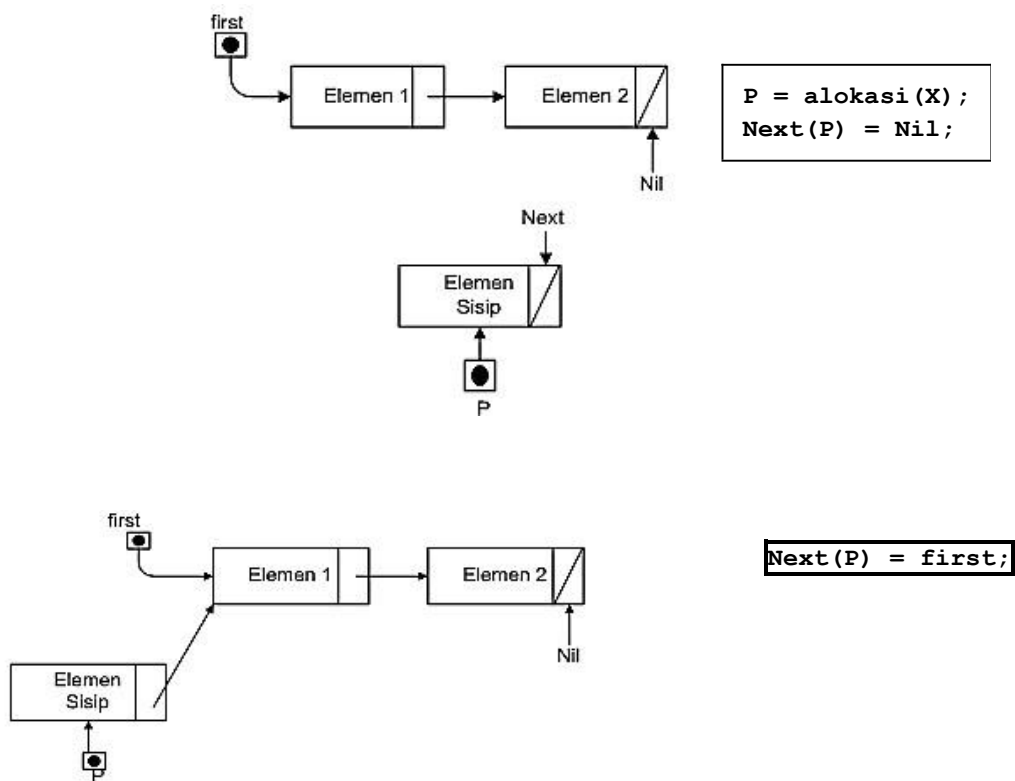 first
Elemen 1
Elemen 2
P = alokasi(X);
Next(P) = Nil;
Nil
Next
Elemen
Sisip
P
first
Elemen 1
Elemen 2
Next(P) = first;
Nil
Elemen
Sisip
P